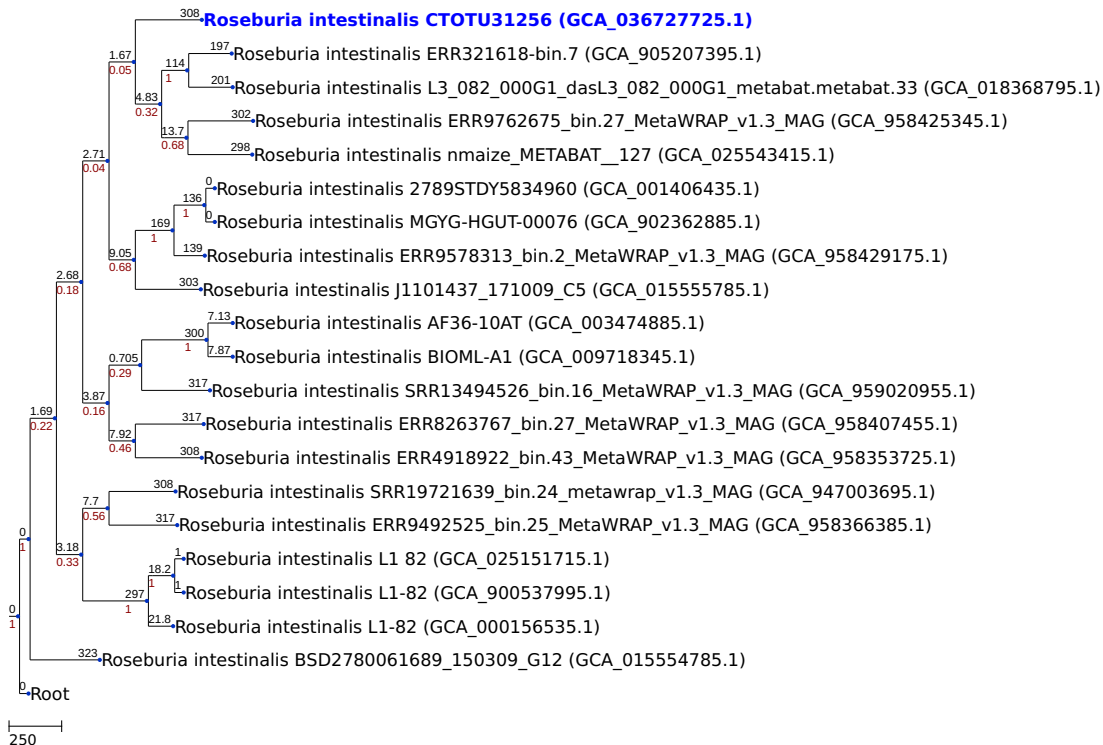 308 Roseburia intestinalis CTOTU31256 (GCA_036727725.1)
197 Roseburia intestinalis ERR321618-bin.7 (GCA_905207395.1)
1.67
0.05
114
1
201 Roseburia intestinalis L3_082_000G1_dasL3_082_000G1_metabat.metabat.33 (GCA_018368795.1)
4.83
0.32
302 Roseburia intestinalis ERR9762675_bin.27_MetaWRAP_v1.3_MAG (GCA_958425345.1)
13.7
0.68
298 Roseburia intestinalis nmaize_METABAT__127 (GCA_025543415.1)
2.71
0.04
0 Roseburia intestinalis 2789STDY5834960 (GCA_001406435.1)
136
1
0 Roseburia intestinalis MGYG-HGUT-00076 (GCA_902362885.1)
169
1
139 Roseburia intestinalis ERR9578313_bin.2_MetaWRAP_v1.3_MAG (GCA_958429175.1)
9.05
0.68
303 Roseburia intestinalis J1101437_171009_C5 (GCA_015555785.1)
2.68
0.18
7.13 Roseburia intestinalis AF36-10AT (GCA_003474885.1)
300
1
7.87 Roseburia intestinalis BIOML-A1 (GCA_009718345.1)
0.705
0.29
317 Roseburia intestinalis SRR13494526_bin.16_MetaWRAP_v1.3_MAG (GCA_959020955.1)
3.87
0.16
317 Roseburia intestinalis ERR8263767_bin.27_MetaWRAP_v1.3_MAG (GCA_958407455.1)
1.69
0.22
7.92
0.46
308 Roseburia intestinalis ERR4918922_bin.43_MetaWRAP_v1.3_MAG (GCA_958353725.1)
308 Roseburia intestinalis SRR19721639_bin.24_metawrap_v1.3_MAG (GCA_947003695.1)
7.7
0.56
317 Roseburia intestinalis ERR9492525_bin.25_MetaWRAP_v1.3_MAG (GCA_958366385.1)
0
1
3.18
0.33
1 Roseburia intestinalis L1 82 (GCA_025151715.1)
18.2
1
1 Roseburia intestinalis L1-82 (GCA_900537995.1)
297
1
21.8 Roseburia intestinalis L1-82 (GCA_000156535.1)
0
1
323 Roseburia intestinalis BSD2780061689_150309_G12 (GCA_015554785.1)
0 Root
250